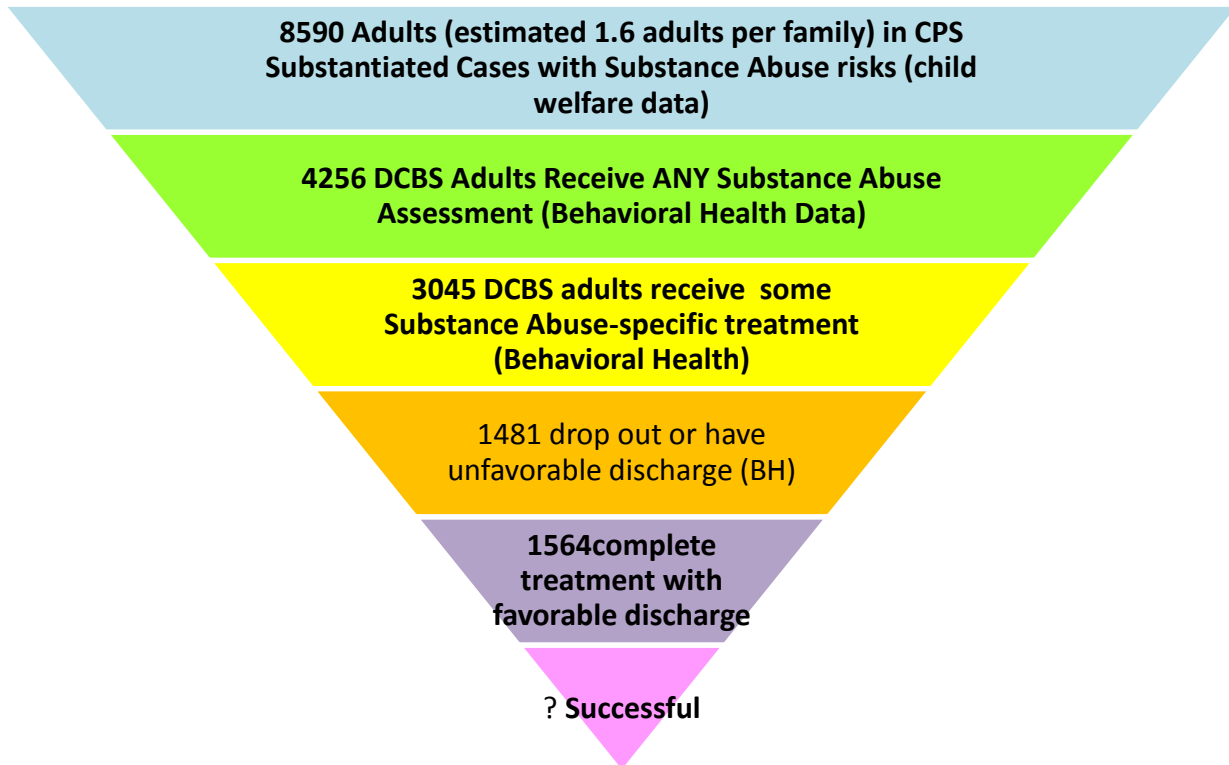 8590 Adults (estimated 1.6 adults per family) in CPS
Substantiated Cases with Substance Abuse risks (child
welfare data)
4256 DCBS Adults Receive ANY Substance Abuse
Assessment (Behavioral Health Data)
3045 DCBS adults receive  some
Substance Abuse-specific treatment
(Behavioral Health)
1481 drop out or have
unfavorable discharge (BH)
1564complete
treatment with
favorable discharge
? Successful